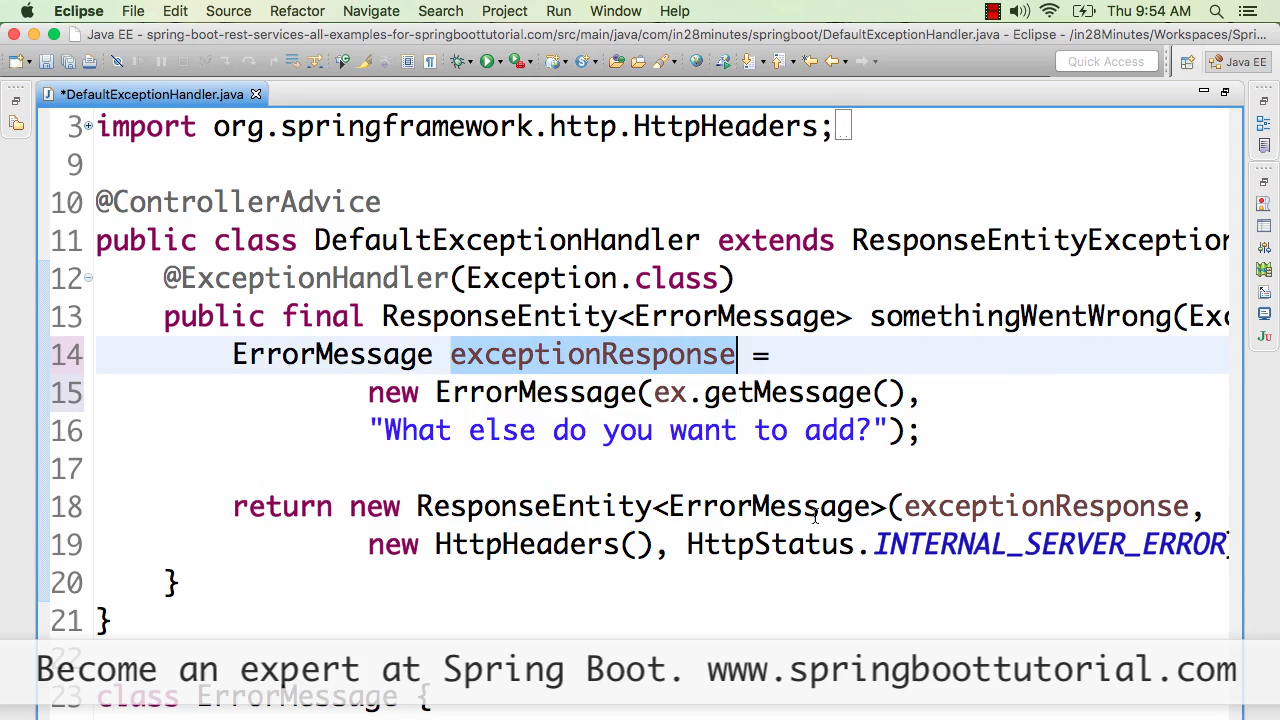 Eclipse File Edit Source Refactor Navigate Search Project Run Window Help Thu 9:54 AM
Java EE - spring-boot-rest-services-all-examples-for-springboottutorial.com/src/main/java/com/in28minutes/springboot/DefaultExceptionHandler.java - Eclipse - /in28Minutes/Workspaces/Spri...
Quick Access Java EE
*DefaultExceptionHandler.java
3 import org.springframework.http.HttpHeaders;
9
10 @ControllerAdvice
11 public class DefaultExceptionHandler extends ResponseEntityException
12 @ExceptionHandler(Exception.class)
13 public final ResponseEntity<ErrorMessage> somethingWentWrong(Exc
14 ErrorMessage exceptionResponse =
15 new ErrorMessage(ex.getMessage(),
16 "What else do you want to add?");
17
18 return new ResponseEntity<ErrorMessage>(exceptionResponse,
19 new HttpHeaders(), HttpStatus.INTERNAL_SERVER_ERROR)
20 }
21 }
22
Become an expert at Spring Boot. www.springboottutorial.com
23 class ErrorMessage {